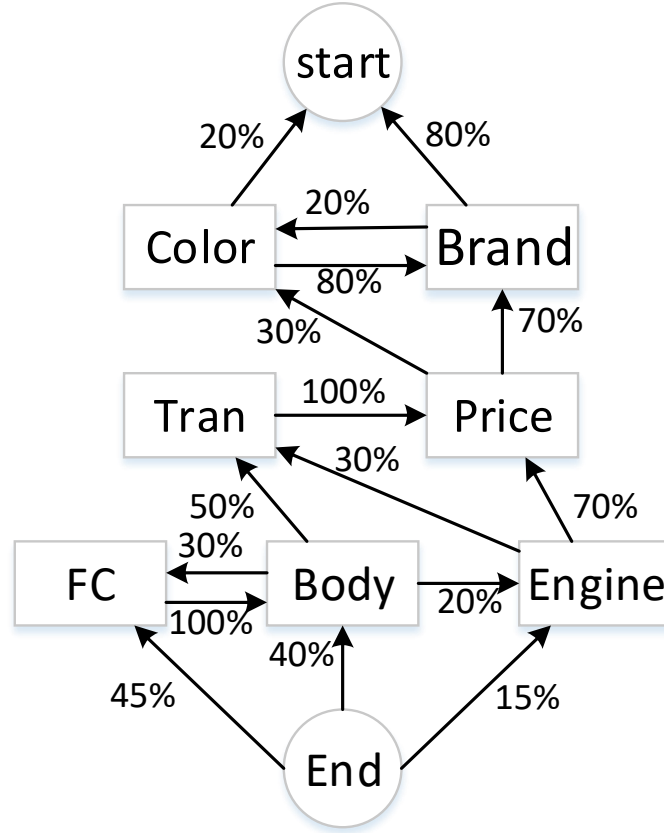 start
20%
80%
20%
Color
Brand
80%
30%
70%
100%
Tran
Price
30%
50%
70%
30%
FC
Body
Engine
100%
20%
40%
45%
15%
End